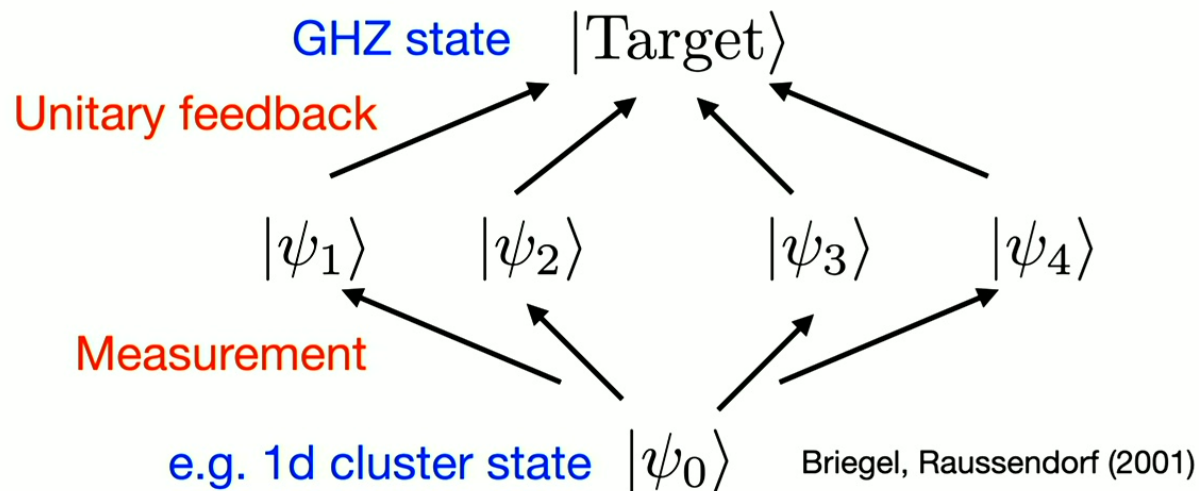 GHZ state |Target⟩
Unitary feedback
|ψ₁⟩ |ψ₂⟩ |ψ₃⟩ |ψ₄⟩
Measurement
e.g. 1d cluster state |ψ₀⟩ Briegel, Raussendorf (2001)